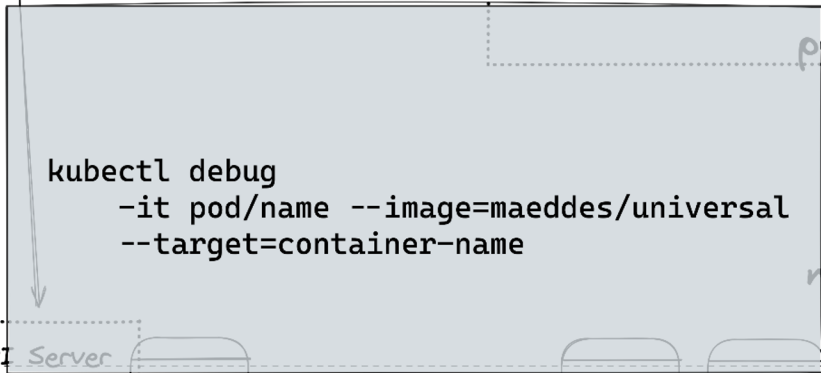 kubectl debug
-it pod/name --image=maeddes/universal
--target=container-name
I Server